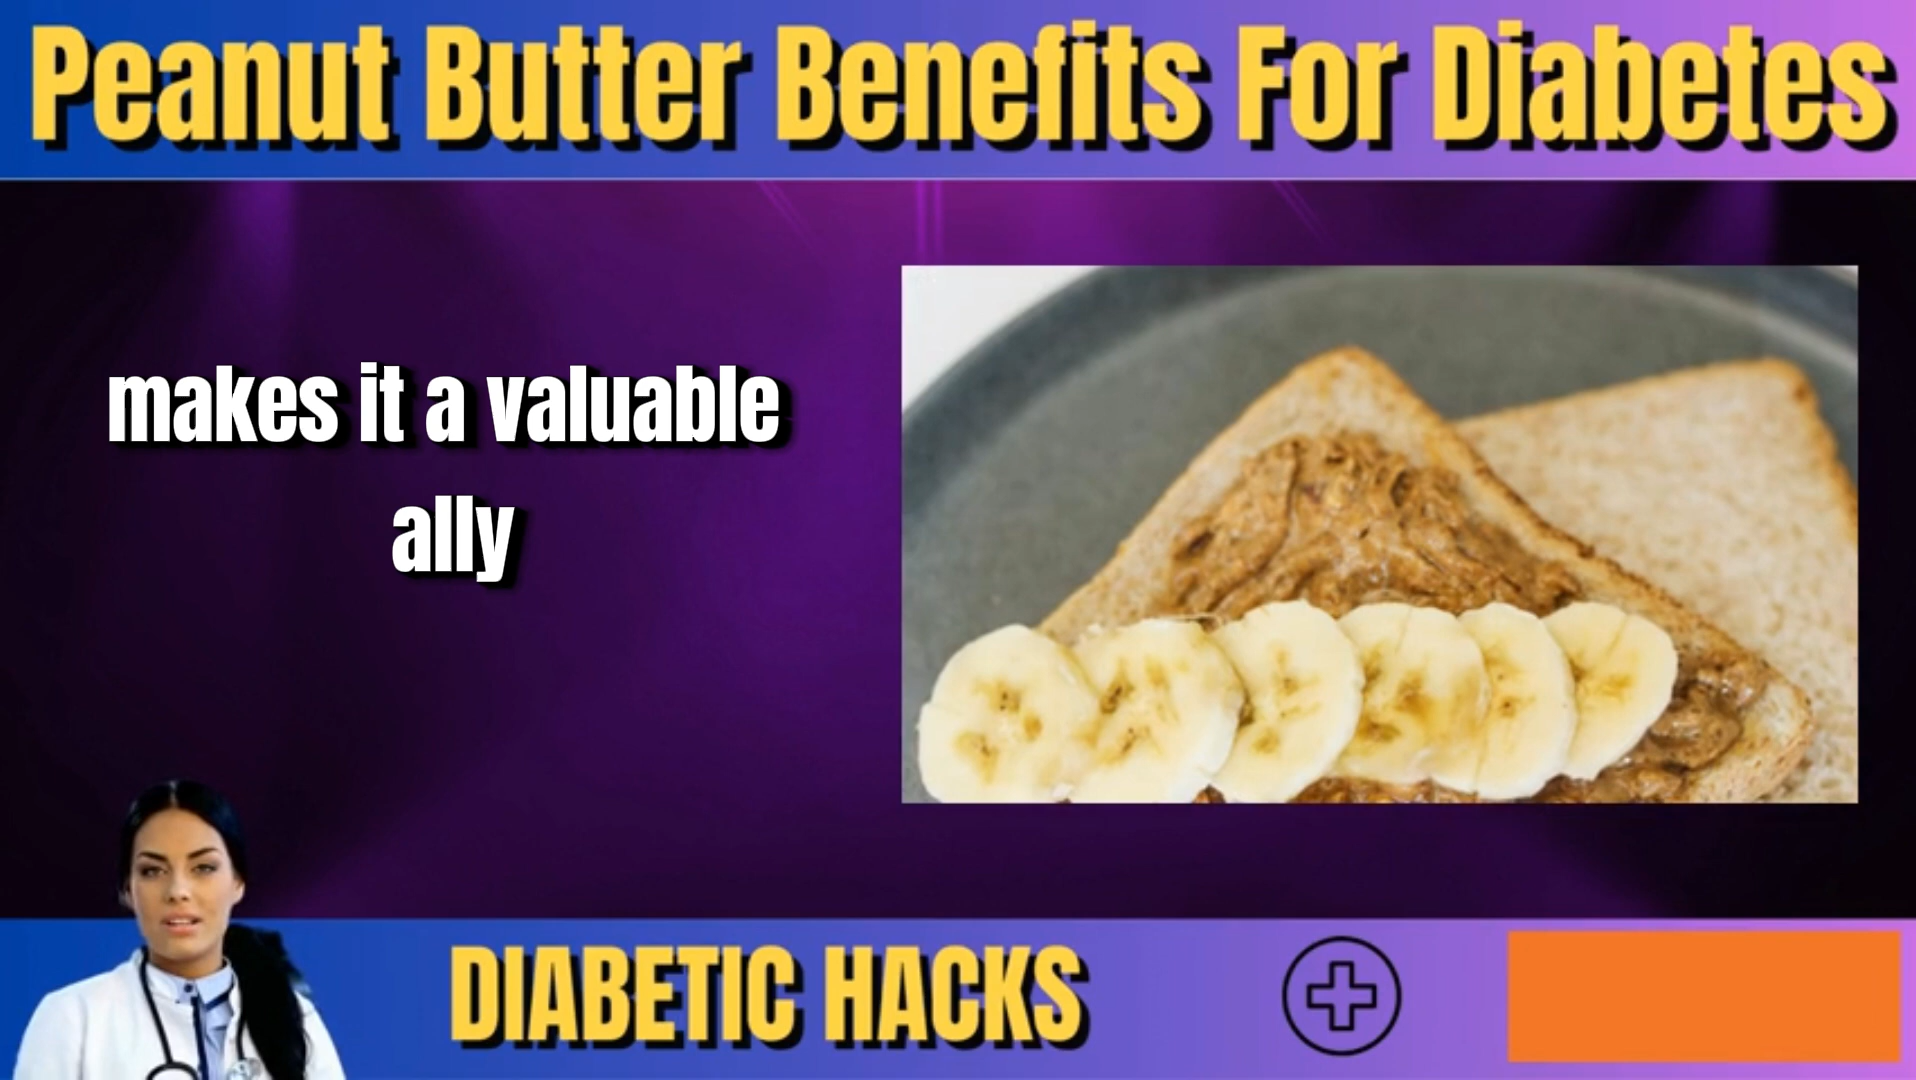 Peanut Butter Benefits For Diabetes
makes it a valuable
ally
DIABETIC HACKS